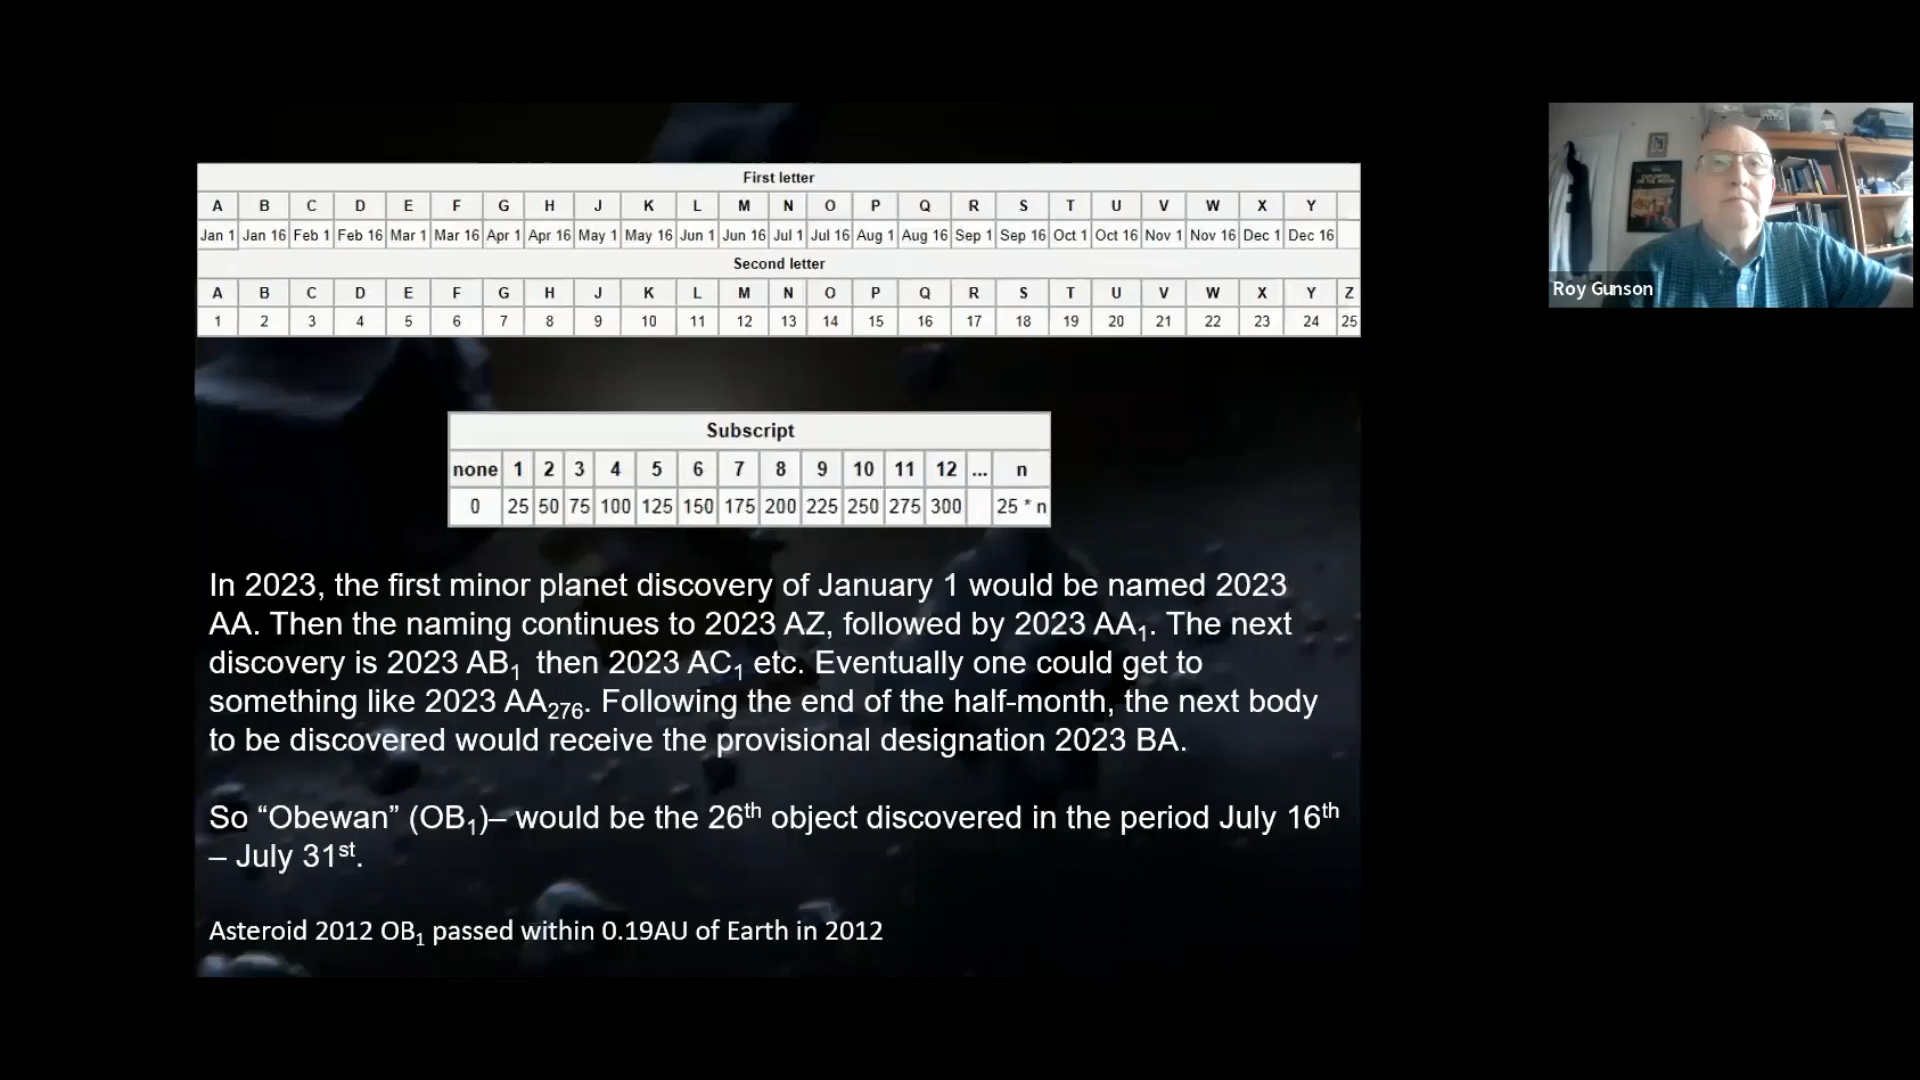 First letter
A B C D E F G H J K L M N O P Q R S T U V W X Y
Jan 1 Jan 16 Feb 1 Feb 16 Mar 1 Mar 16 Apr 1 Apr 16 May 1 May 16 Jun 1 Jun 16 Jul 1 Jul 16 Aug 1 Aug 16 Sep 1 Sep 16 Oct 1 Oct 16 Nov 1 Nov 16 Dec 1 Dec 16
Second letter
A B C D E F G H J K L M N O P Q R S T U V W X Y Z
1 2 3 4 5 6 7 8 9 10 11 12 13 14 15 16 17 18 19 20 21 22 23 24 25
Subscript
none 1 2 3 4 5 6 7 8 9 10 11 12 ... n
0 25 50 75 100 125 150 175 200 225 250 275 300 25 * n
In 2023, the first minor planet discovery of January 1 would be named 2023
AA. Then the naming continues to 2023 AZ, followed by 2023 AA₁. The next
discovery is 2023 AB₁ then 2023 AC₁ etc. Eventually one could get to
something like 2023 AA₂₇₆. Following the end of the half-month, the next body
to be discovered would receive the provisional designation 2023 BA.
So “Obewan” (OB₁)– would be the 26ᵗʰ object discovered in the period July 16ᵗʰ
– July 31ˢᵗ.
Asteroid 2012 OB₁ passed within 0.19AU of Earth in 2012
Roy Gunson